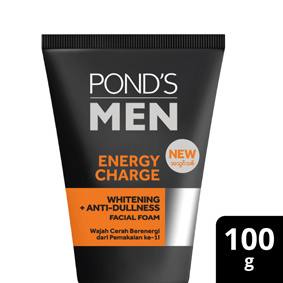 POND'S
MEN
NEW
ENERGY
CHARGE
WHITENING
+ ANTI-DULLNESS
FACIAL FOAM
Wajah Cerah Berenergi
dari Pemakaian ke-1!
100
g